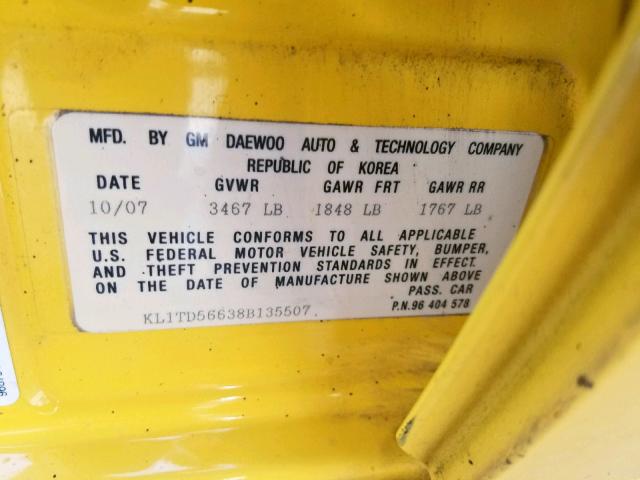 MFD. BY GM DAEWOO AUTO & TECHNOLOGY COMPANY
REPUBLIC OF KOREA
DATE GVWR GAWR FRT GAWR RR
10/07 3467 LB 1848 LB 1767 LB
THIS VEHICLE CONFORMS TO ALL APPLICABLE
U.S. FEDERAL MOTOR VEHICLE SAFETY, BUMPER,
AND THEFT PREVENTION STANDARDS IN EFFECT.
ON THE DATE OF MANUFACTURE SHOWN ABOVE
PASS. CAR
KL1TD56638B135507
P.N.96 404 578